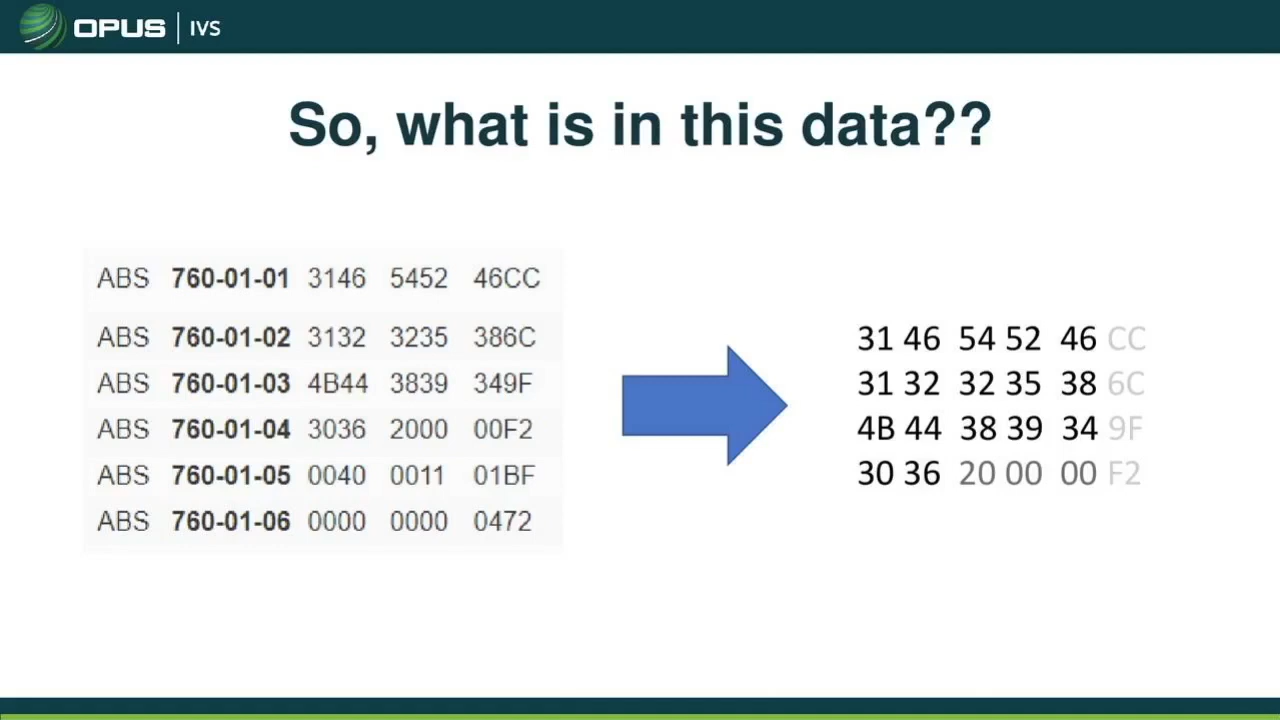 OPUS | IVS
So, what is in this data??
ABS 760-01-01 3146 5452 46CC
ABS 760-01-02 3132 3235 386C
ABS 760-01-03 4B44 3839 349F
ABS 760-01-04 3036 2000 00F2
ABS 760-01-05 0040 0011 01BF
ABS 760-01-06 0000 0000 0472
31 46 54 52 46 CC
31 32 32 35 38 6C
4B 44 38 39 34 9F
30 36 20 00 00 F2